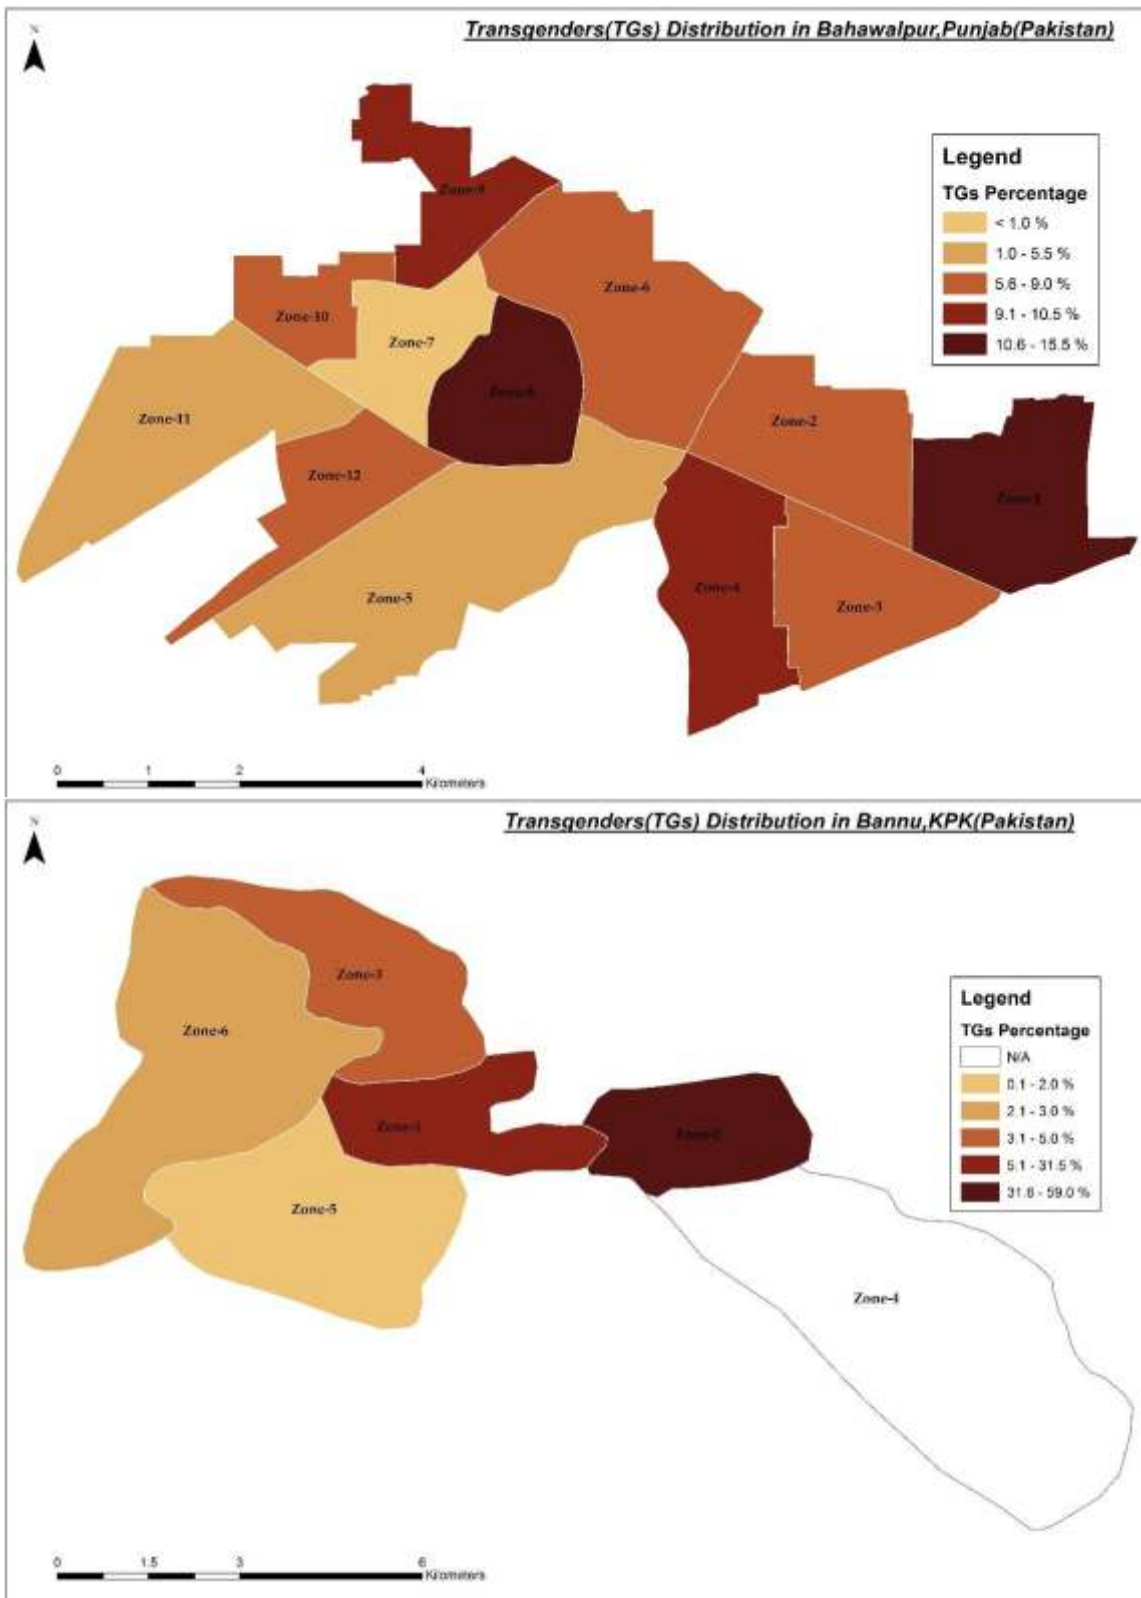 N
Transgenders(TGs) Distribution in Bahawalpur,Punjab(Pakistan)
Legend
TGs Percentage
< 1.0 %
1.0 - 5.5 %
5.6 - 9.0 %
9.1 - 10.5 %
10.6 - 15.5 %
Zone-6
Zone-10
Zone-7
Zone-11
Zone-2
Zone-12
Zone-5
Zone-4
Zone-3
0 1 2 4
Kilometers
N
Transgenders(TGs) Distribution in Bannu,KPK(Pakistan)
Zone-3
Legend
TGs Percentage
N/A
0.1 - 2.0 %
2.1 - 3.0 %
3.1 - 5.0 %
5.1 - 31.5 %
31.6 - 59.0 %
Zone-6
Zone-5
Zone-4
0 1.5 3 6
Kilometers